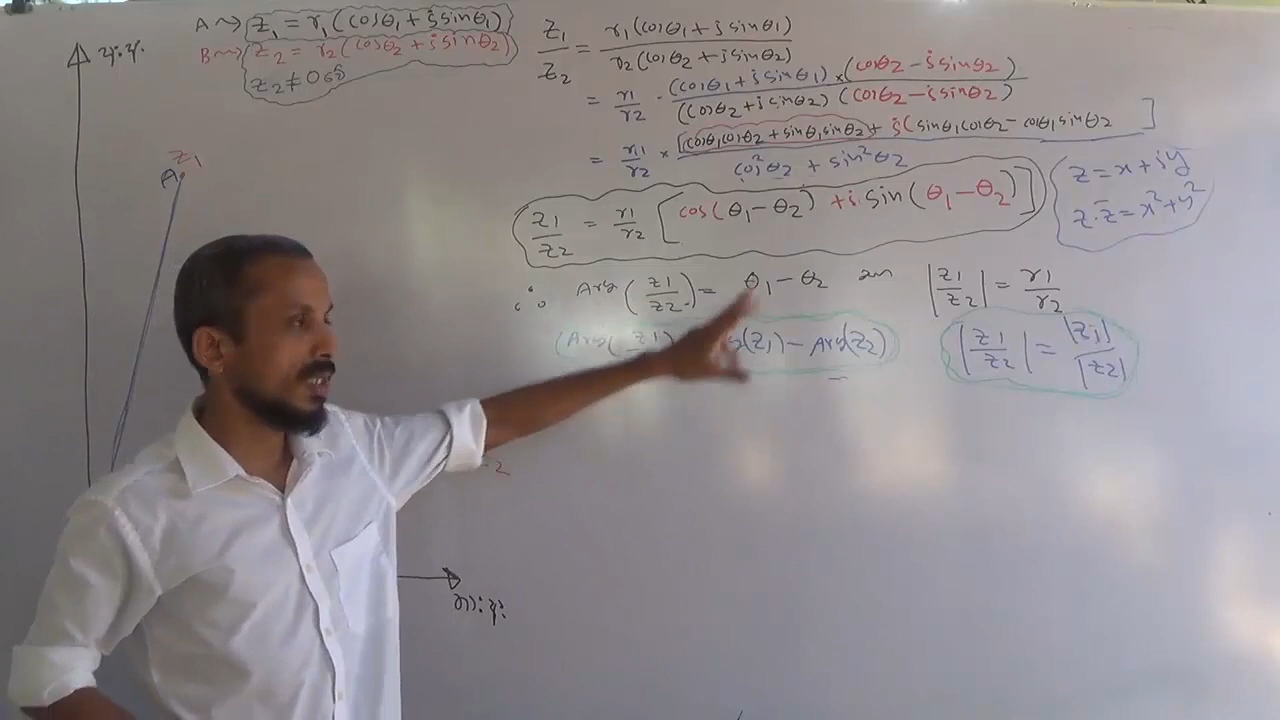 A ⇝ z₁ = r₁(cosθ₁ + i sinθ₁)
B ⇝ z₂ = r₂(cosθ₂ + i sinθ₂)
z₂ ≠ 0
z₁/z₂ = r₁(cosθ₁ + i sinθ₁) / r₂(cosθ₂ + i sinθ₂)
= r₁/r₂ · (cosθ₁ + i sinθ₁) × (cosθ₂ − i sinθ₂) / (cosθ₂ + i sinθ₂) (cosθ₂ − i sinθ₂)
= r₁/r₂ × [(cosθ₁cosθ₂ + sinθ₁sinθ₂) + i(sinθ₁cosθ₂ − cosθ₁sinθ₂] / cos²θ₂ + sin²θ₂
z₁/z₂ = r₁/r₂ [cos(θ₁ − θ₂) + i sin(θ₁ − θ₂)]
z = x + iy
z·z̄ = x² + y²
∴ Arg(z₁/z₂) = θ₁ − θ₂ |z₁/z₂| = r₁/r₂
(Arg(z₁ (z₁) − Arg(z₂) |z₁/z₂| = |z₁|/|z₂|
z₁
A